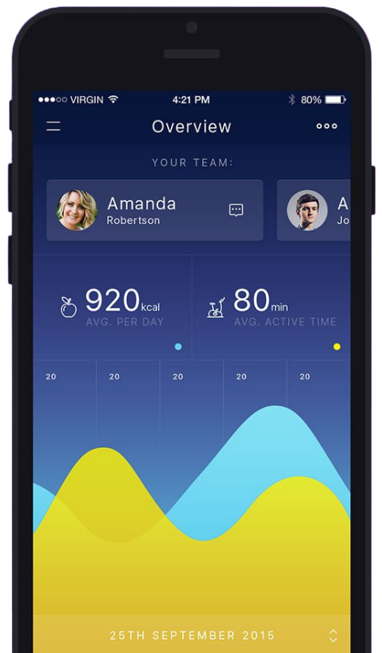 VIRGIN 4:21 PM 80%
Overview
YOUR TEAM:
Amanda
Robertson
A
Jo
920kcal
AVG. PER DAY
80min
AVG. ACTIVE TIME
20 20 20 20 20
25TH SEPTEMBER 2015